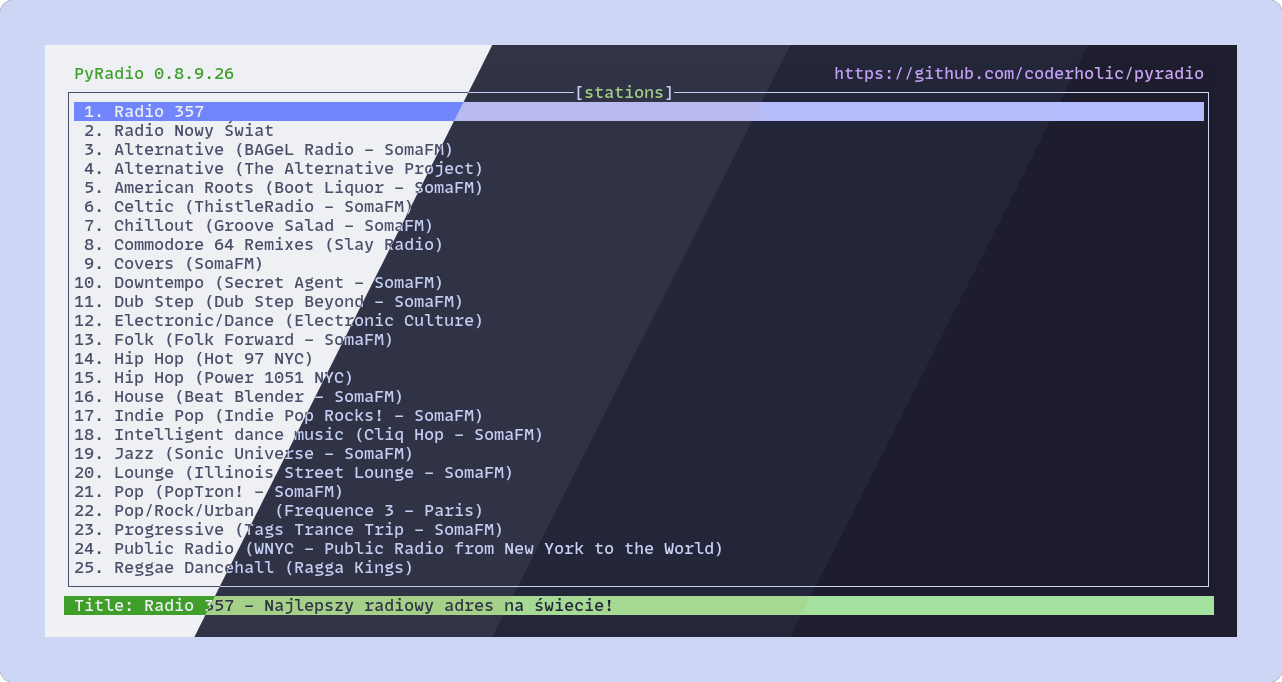 PyRadio 0.8.9.26 https://github.com/coderholic/pyradio
[stations]
1. Radio 357
2. Radio Nowy Świat
3. Alternative (BAGeL Radio – SomaFM)
4. Alternative (The Alternative Project)
5. American Roots (Boot Liquor – SomaFM)
6. Celtic (ThistleRadio – SomaFM)
7. Chillout (Groove Salad – SomaFM)
8. Commodore 64 Remixes (Slay Radio)
9. Covers (SomaFM)
10. Downtempo (Secret Agent – SomaFM)
11. Dub Step (Dub Step Beyond – SomaFM)
12. Electronic/Dance (Electronic Culture)
13. Folk (Folk Forward – SomaFM)
14. Hip Hop (Hot 97 NYC)
15. Hip Hop (Power 1051 NYC)
16. House (Beat Blender – SomaFM)
17. Indie Pop (Indie Pop Rocks! – SomaFM)
18. Intelligent dance music (Cliq Hop – SomaFM)
19. Jazz (Sonic Universe – SomaFM)
20. Lounge (Illinois Street Lounge – SomaFM)
21. Pop (PopTron! – SomaFM)
22. Pop/Rock/Urban  (Frequence 3 – Paris)
23. Progressive (Tags Trance Trip – SomaFM)
24. Public Radio (WNYC – Public Radio from New York to the World)
25. Reggae Dancehall (Ragga Kings)
Title: Radio 357 – Najlepszy radiowy adres na świecie!